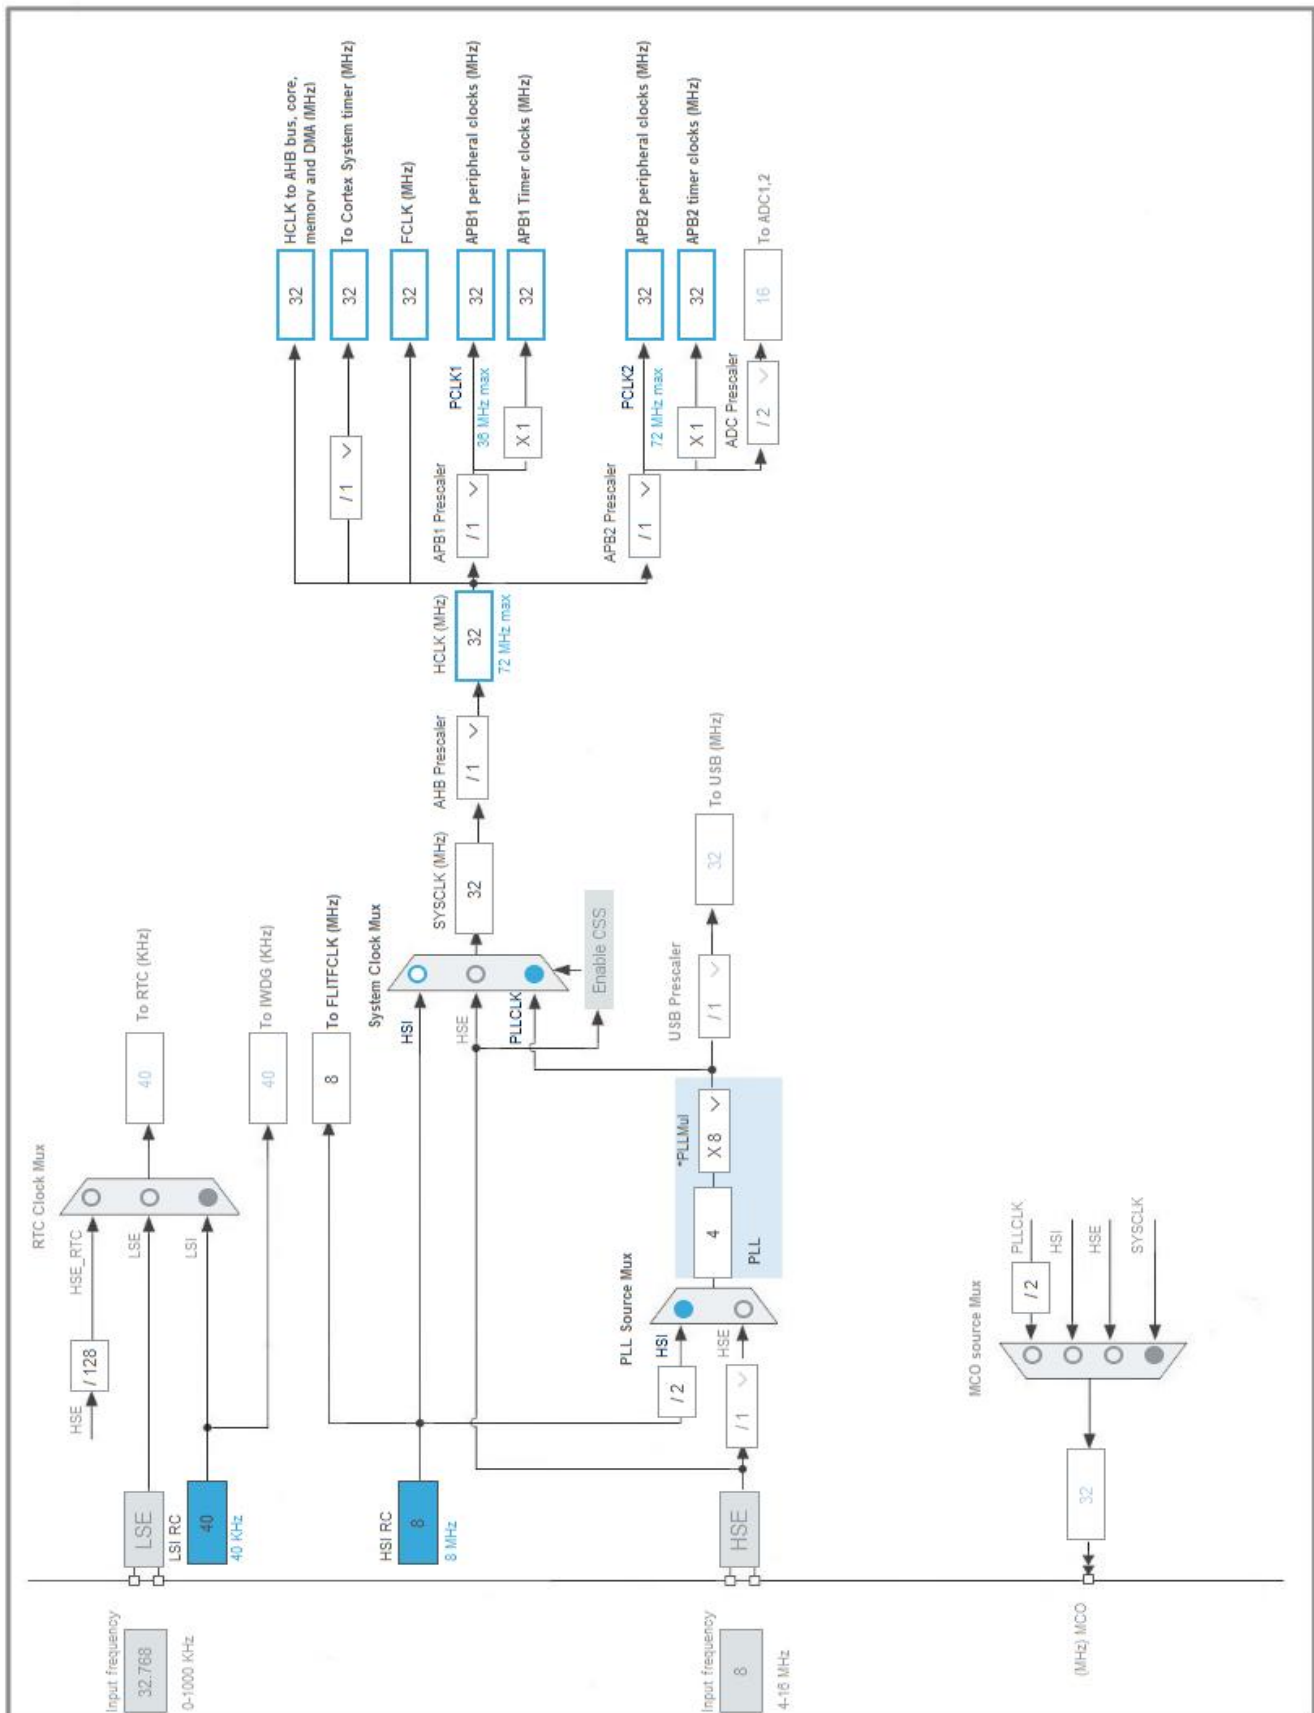 Input frequency
32.768
0-1000 KHz
LSE
LSI RC
40
40 KHz
HSE
/ 128
HSE_RTC
LSE
LSI
RTC Clock Mux
40
To RTC (KHz)
40
To IWDG (KHz)
8
To FLITFCLK (MHz)
HSI RC
8
8 MHz
System Clock Mux
HSI
HSE
PLLCLK
Enable CSS
SYSCLK (MHz)
32
AHB Prescaler
/ 1
HCLK (MHz)
32
72 MHz max
/ 1
32
HCLK to AHB bus, core,
memory and DMA (MHz)
32
To Cortex System timer (MHz)
32
FCLK (MHz)
APB1 Prescaler
/ 1
PCLK1
36 MHz max
32
APB1 peripheral clocks (MHz)
X 1
32
APB1 Timer clocks (MHz)
APB2 Prescaler
/ 1
PCLK2
72 MHz max
32
APB2 peripheral clocks (MHz)
X 1
32
APB2 timer clocks (MHz)
ADC Prescaler
/ 2
16
To ADC1,2
Input frequency
8
4-16 MHz
HSE
/ 2
/ 1
PLL Source Mux
HSI
HSE
4
*PLLMul
X 8
PLL
USB Prescaler
/ 1
32
To USB (MHz)
(MHz) MCO
32
MCO source Mux
/ 2
PLLCLK
HSI
HSE
SYSCLK